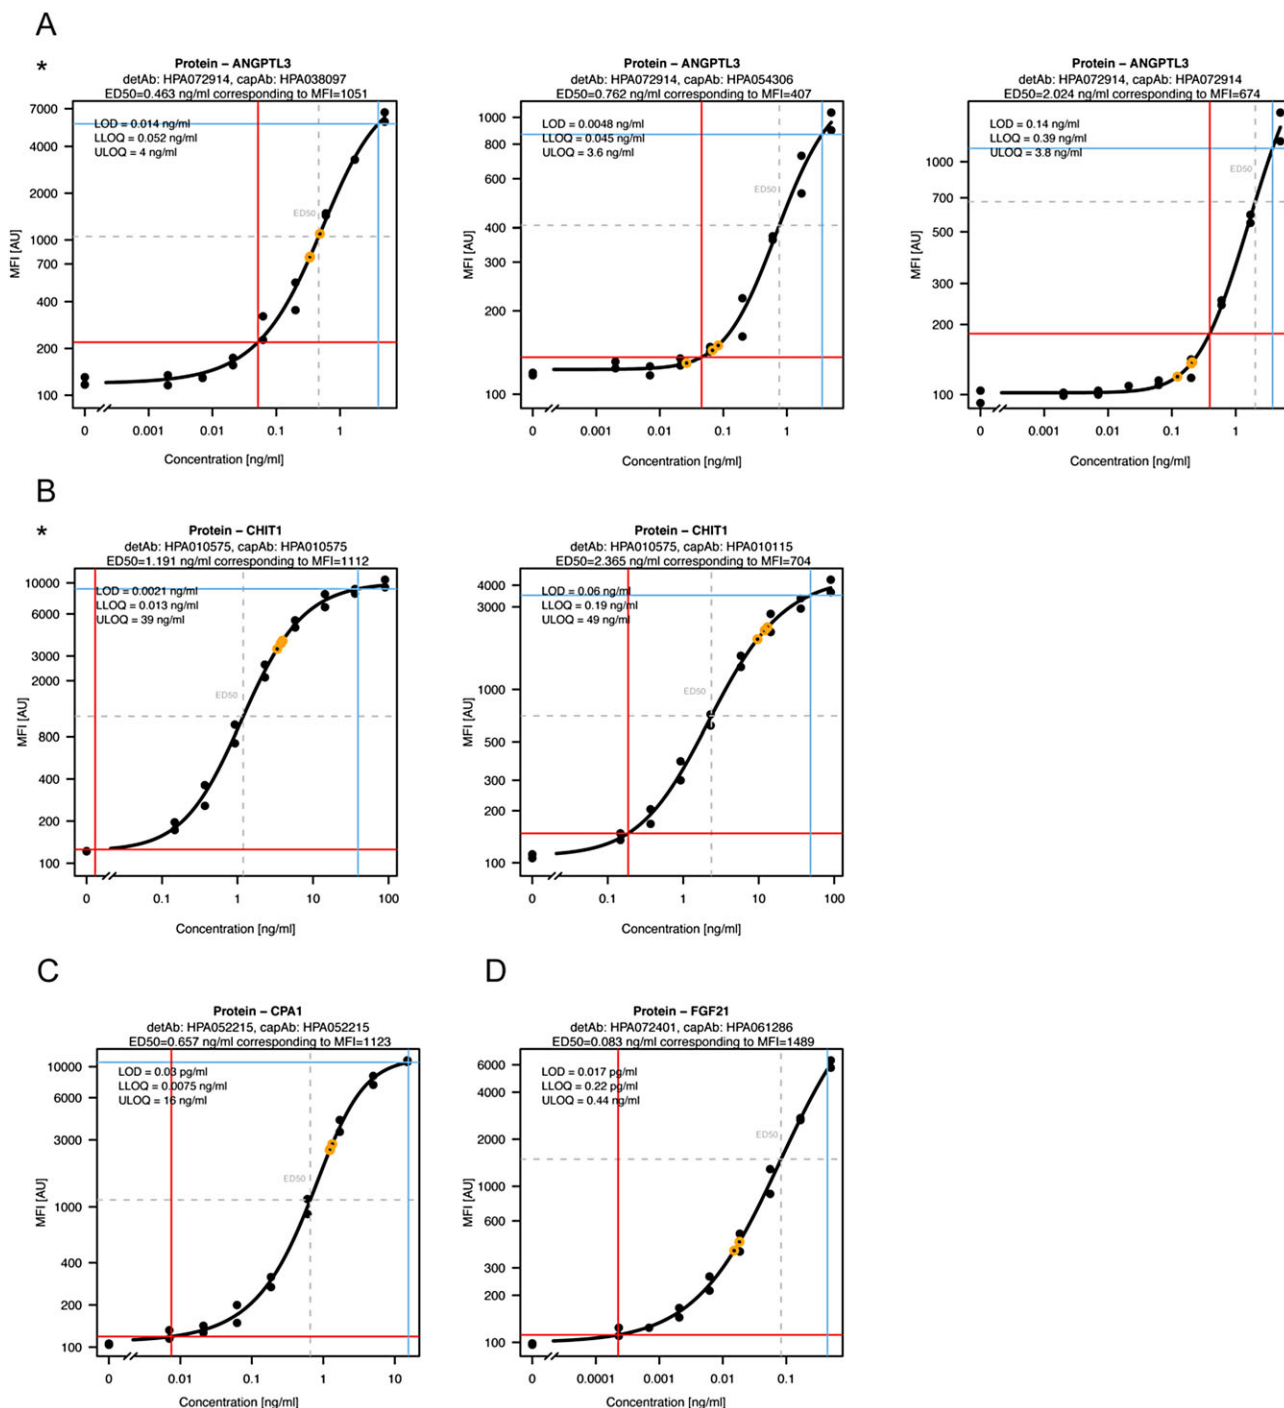 A
*
Protein – ANGPTL3
detAb: HPA072914, capAb: HPA038097
ED50=0.463 ng/ml corresponding to MFI=1051
LOD = 0.014 ng/ml
LLOQ = 0.052 ng/ml
ULOQ = 4 ng/ml
ED50
7000
4000
2000
1000
700
400
200
100
MFI [AU]
0 0.001 0.01 0.1 1
Concentration [ng/ml]
Protein – ANGPTL3
detAb: HPA072914, capAb: HPA054306
ED50=0.762 ng/ml corresponding to MFI=407
LOD = 0.0048 ng/ml
LLOQ = 0.045 ng/ml
ULOQ = 3.6 ng/ml
ED50
1000
800
600
400
300
200
100
MFI [AU]
0 0.001 0.01 0.1 1
Concentration [ng/ml]
Protein – ANGPTL3
detAb: HPA072914, capAb: HPA072914
ED50=2.024 ng/ml corresponding to MFI=674
LOD = 0.14 ng/ml
LLOQ = 0.39 ng/ml
ULOQ = 3.8 ng/ml
ED50
1000
700
500
300
200
100
MFI [AU]
0 0.001 0.01 0.1 1
Concentration [ng/ml]
B
*
Protein – CHIT1
detAb: HPA010575, capAb: HPA010575
ED50=1.191 ng/ml corresponding to MFI=1112
LOD = 0.0021 ng/ml
LLOQ = 0.013 ng/ml
ULOQ = 39 ng/ml
ED50
10000
6000
3000
2000
800
400
200
100
MFI [AU]
0 0.1 1 10 100
Concentration [ng/ml]
Protein – CHIT1
detAb: HPA010575, capAb: HPA010115
ED50=2.365 ng/ml corresponding to MFI=704
LOD = 0.06 ng/ml
LLOQ = 0.19 ng/ml
ULOQ = 49 ng/ml
ED50
4000
3000
1000
500
300
200
100
MFI [AU]
0 0.1 1 10 100
Concentration [ng/ml]
C
Protein – CPA1
detAb: HPA052215, capAb: HPA052215
ED50=0.657 ng/ml corresponding to MFI=1123
LOD = 0.03 pg/ml
LLOQ = 0.0075 ng/ml
ULOQ = 16 ng/ml
ED50
10000
6000
3000
1000
400
200
100
MFI [AU]
0 0.01 0.1 1 10
Concentration [ng/ml]
D
Protein – FGF21
detAb: HPA072401, capAb: HPA061286
ED50=0.083 ng/ml corresponding to MFI=1489
LOD = 0.017 pg/ml
LLOQ = 0.22 pg/ml
ULOQ = 0.44 ng/ml
ED50
6000
4000
2000
1000
600
300
200
100
MFI [AU]
0 0.0001 0.001 0.01 0.1
Concentration [ng/ml]